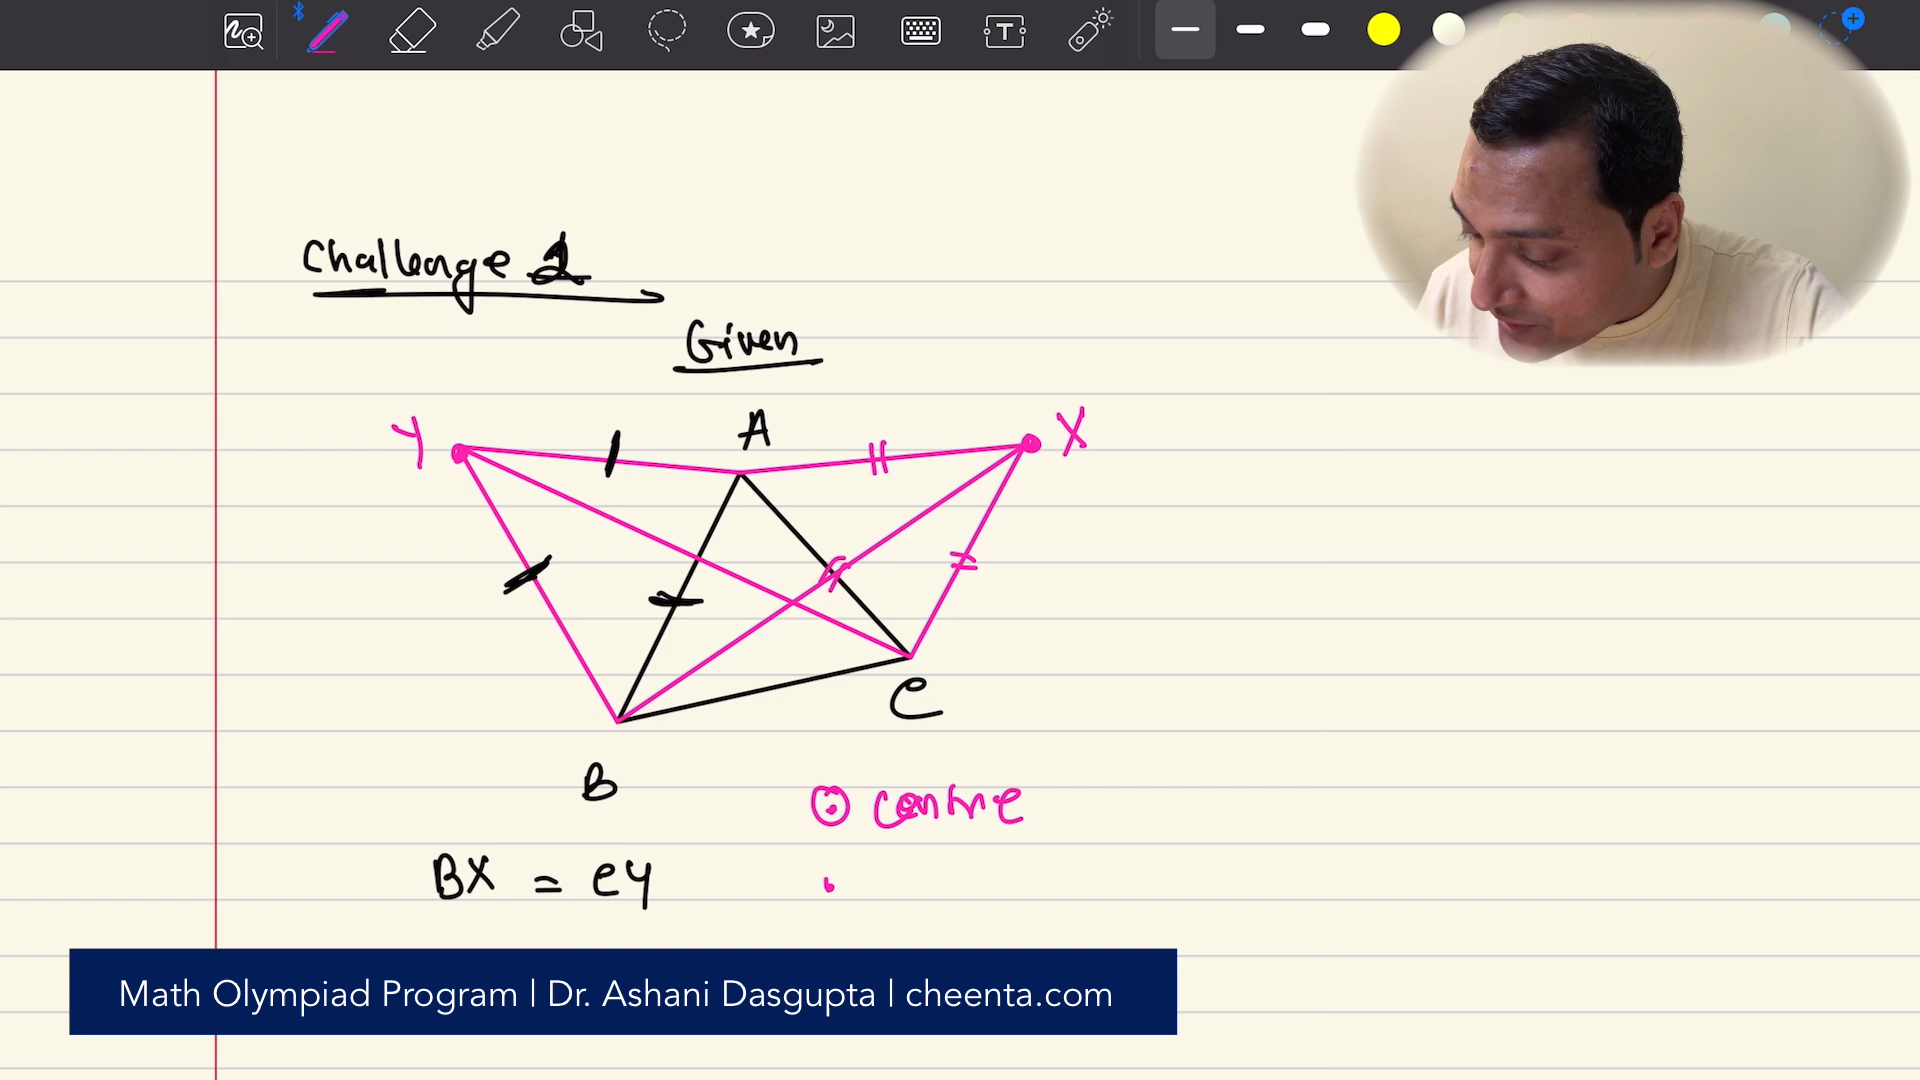 Challenge 2
Given
Y
A
X
C
B
⊙ centre
BX = CY
Math Olympiad Program | Dr. Ashani Dasgupta | cheenta.com
T